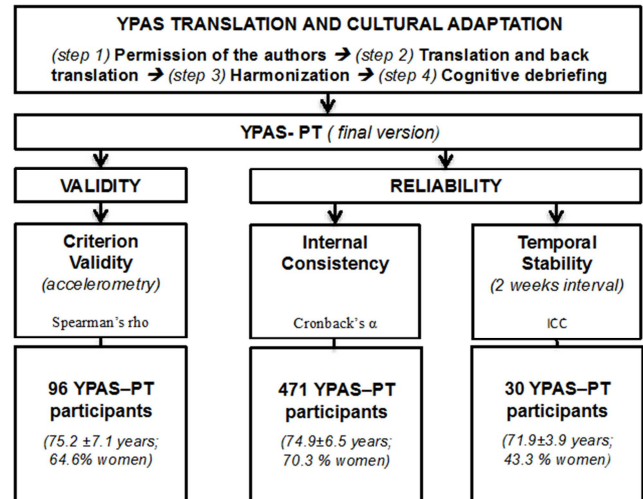 YPAS TRANSLATION AND CULTURAL ADAPTATION
(step 1) Permission of the authors ➔ (step 2) Translation and back
translation ➔ (step 3) Harmonization ➔ (step 4) Cognitive debriefing
YPAS- PT ( final version)
VALIDITY
RELIABILITY
Criterion
Validity
(accelerometry)
Spearman's rho
Internal
Consistency
Cronback's α
Temporal
Stability
(2 weeks interval)
ICC
96 YPAS–PT
participants
(75.2 ±7.1 years;
64.6% women)
471 YPAS–PT
participants
(74.9±6.5 years;
70.3 % women)
30 YPAS–PT
participants
(71.9±3.9 years;
43.3 % women)